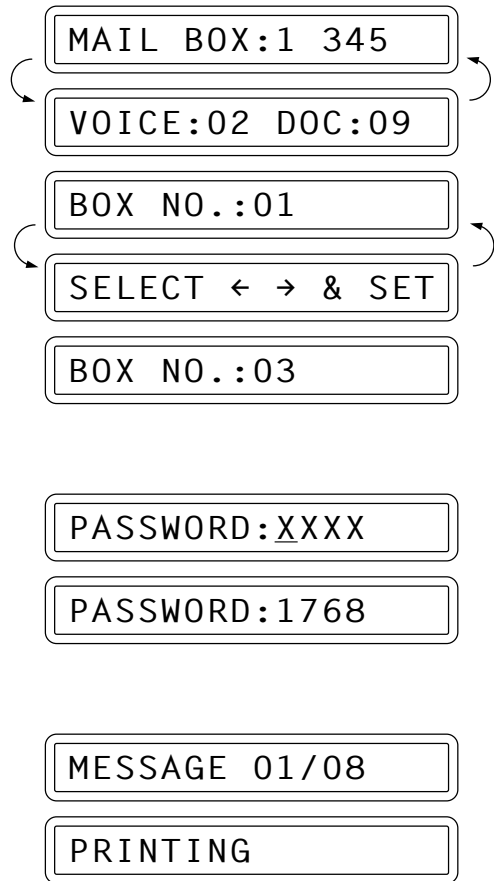 MAIL BOX:1 345
VOICE:02 DOC:09
BOX NO.:01
SELECT ← → & SET
BOX NO.:03
PASSWORD:XXXX
PASSWORD:1768
MESSAGE 01/08
PRINTING